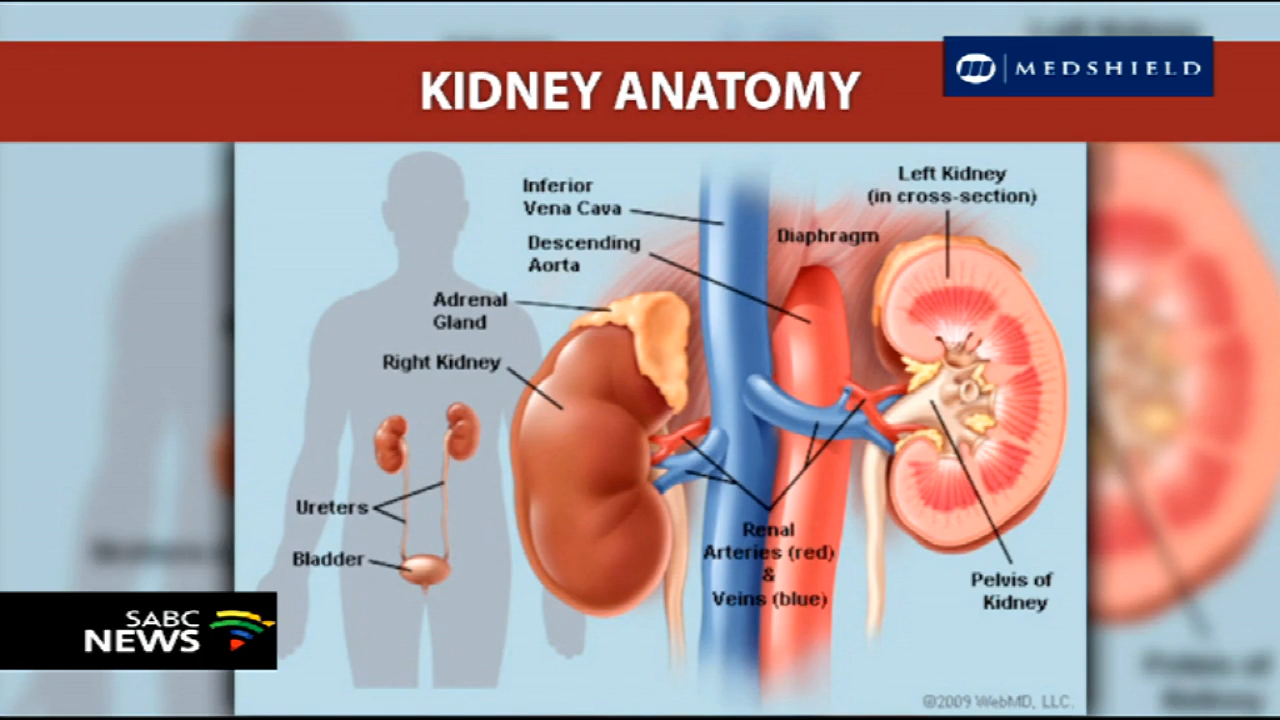 KIDNEY ANATOMY
MEDSHIELD
Inferior
Vena Cava
Descending
Aorta
Adrenal
Gland
Right Kidney
Diaphragm
Left Kidney
(in cross-section)
Ureters
Bladder
Renal
Arteries (red)
&
Veins (blue)
Pelvis of
Kidney
SABC
NEWS
©2009 WebMD, LLC.